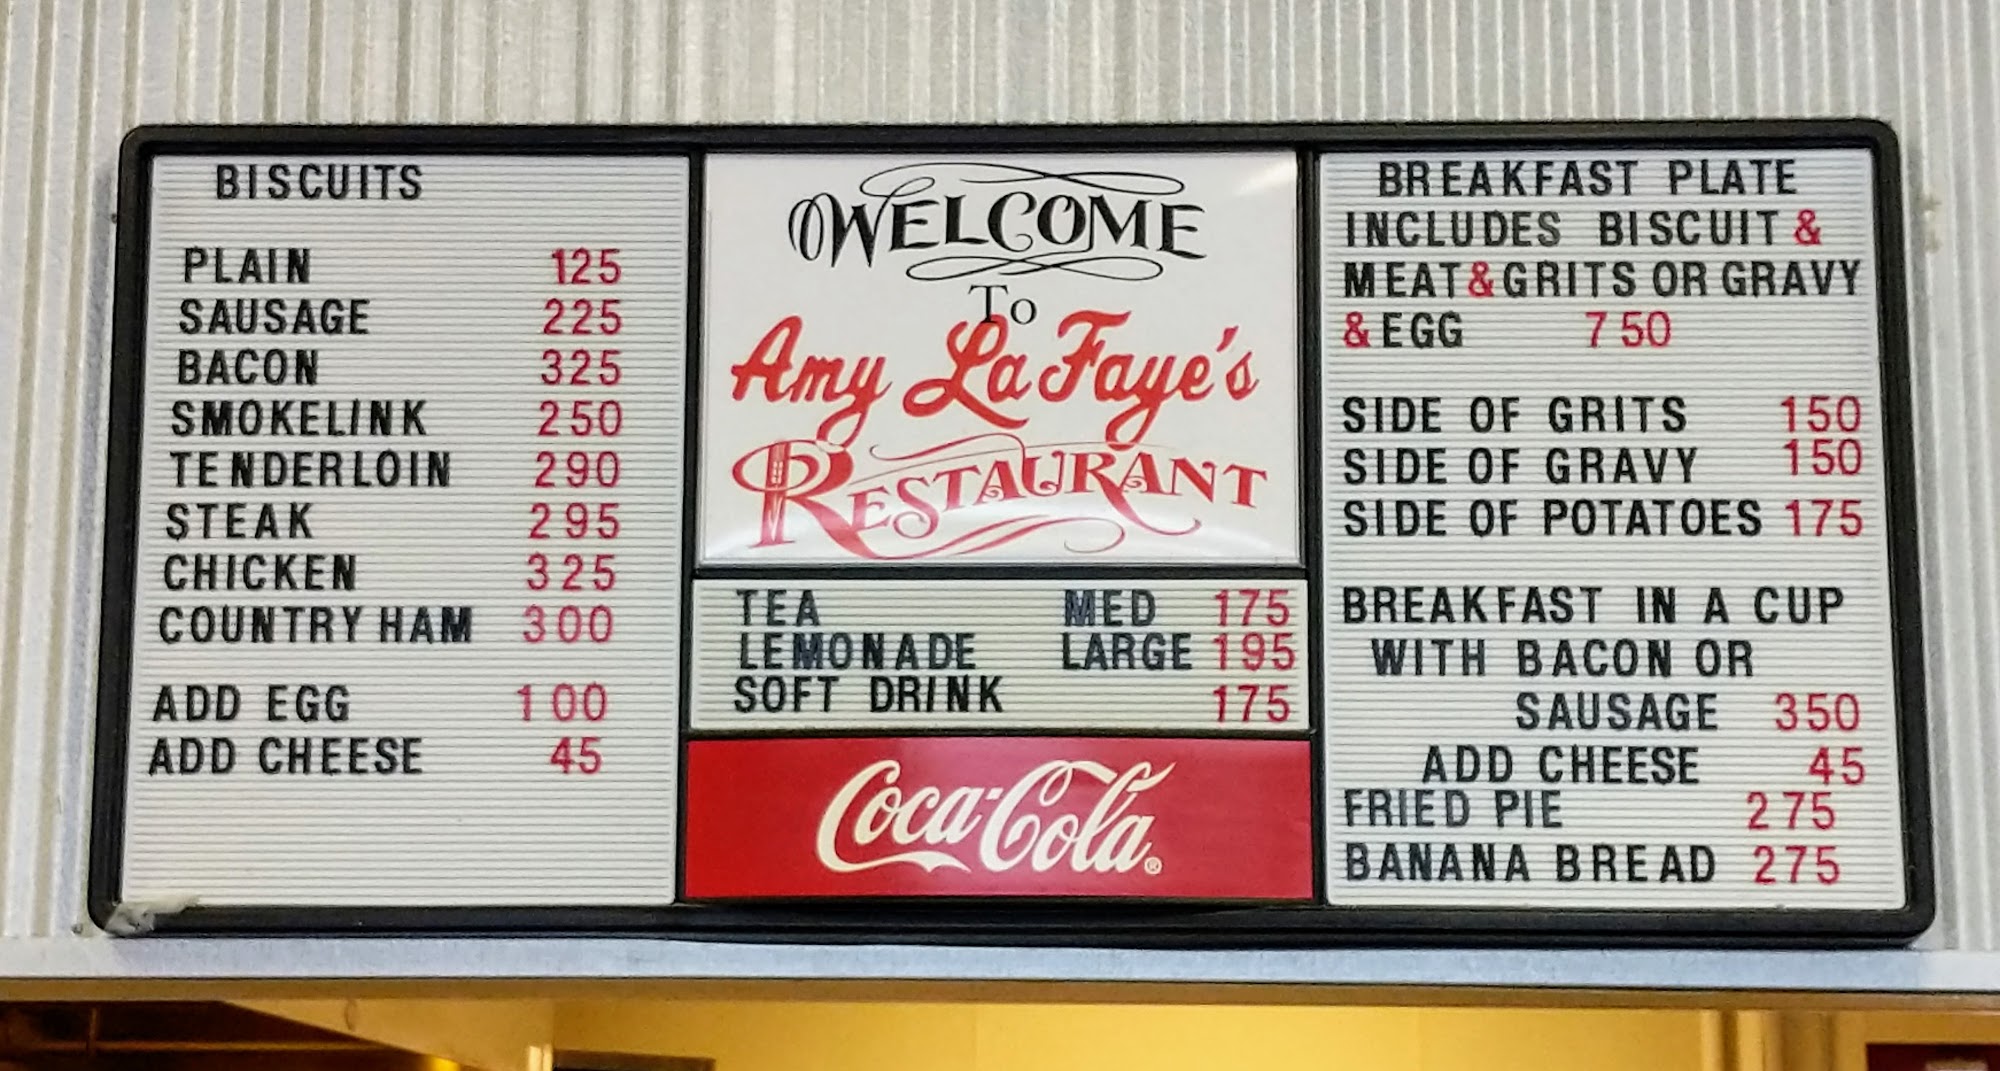 BISCUITS
PLAIN 125
SAUSAGE 225
BACON 325
SMOKELINK 250
TENDERLOIN 290
STEAK 295
CHICKEN 325
COUNTRY HAM 300
ADD EGG 100
ADD CHEESE 45
WELCOME
To
Amy LaFaye's
RESTAURANT
TEA MED 175
LEMONADE LARGE 195
SOFT DRINK 175
Coca-Cola®
BREAKFAST PLATE
INCLUDES BISCUIT &
MEAT & GRITS OR GRAVY
& EGG 750
SIDE OF GRITS 150
SIDE OF GRAVY 150
SIDE OF POTATOES 175
BREAKFAST IN A CUP
WITH BACON OR
SAUSAGE 350
ADD CHEESE 45
FRIED PIE 275
BANANA BREAD 275